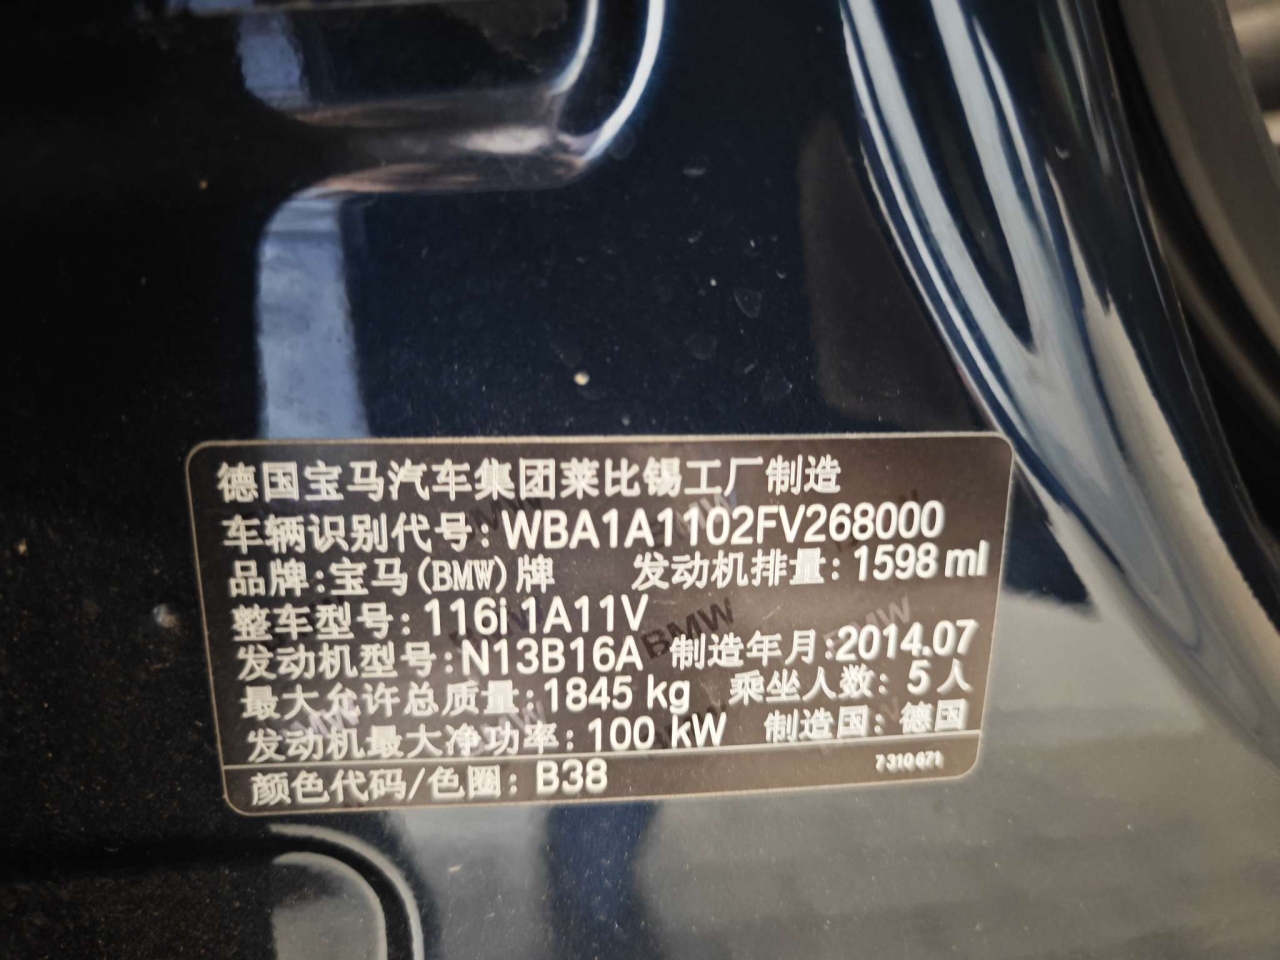 德国宝马汽车集团莱比锡工厂制造
车辆识别代号: WBA1A1102FV268000
品牌: 宝马(BMW)牌 发动机排量: 1598 ml
整车型号: 116i 1A11V
发动机型号: N13B16A 制造年月: 2014.07
最大允许总质量: 1845 kg 乘坐人数: 5人
发动机最大净功率: 100 kW 制造国: 德国
颜色代码/色圈: B38 7 310 671